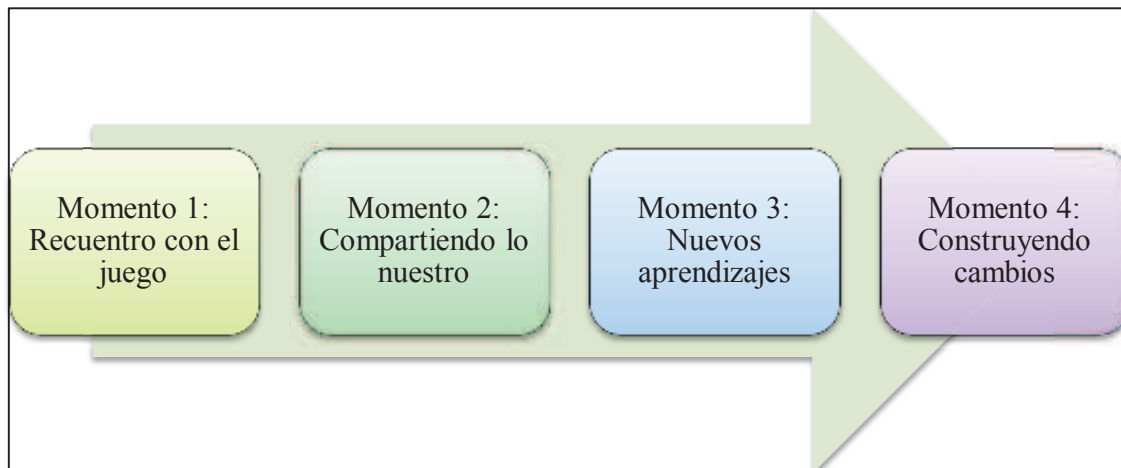 Momento 1:
Recuentro con el
juego
Momento 2:
Compartiendo lo
nuestro
Momento 3:
Nuevos
aprendizajes
Momento 4:
Construyendo
cambios